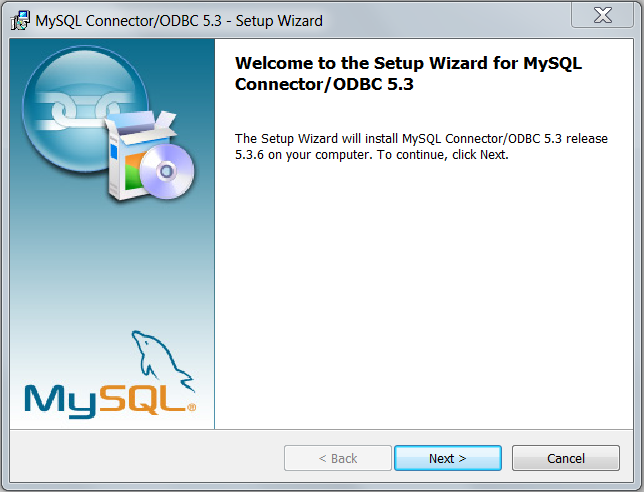 MySQL Connector/ODBC 5.3 - Setup Wizard
Welcome to the Setup Wizard for MySQL
Connector/ODBC 5.3
The Setup Wizard will install MySQL Connector/ODBC 5.3 release
5.3.6 on your computer. To continue, click Next.
MySQL®
< Back
Next >
Cancel